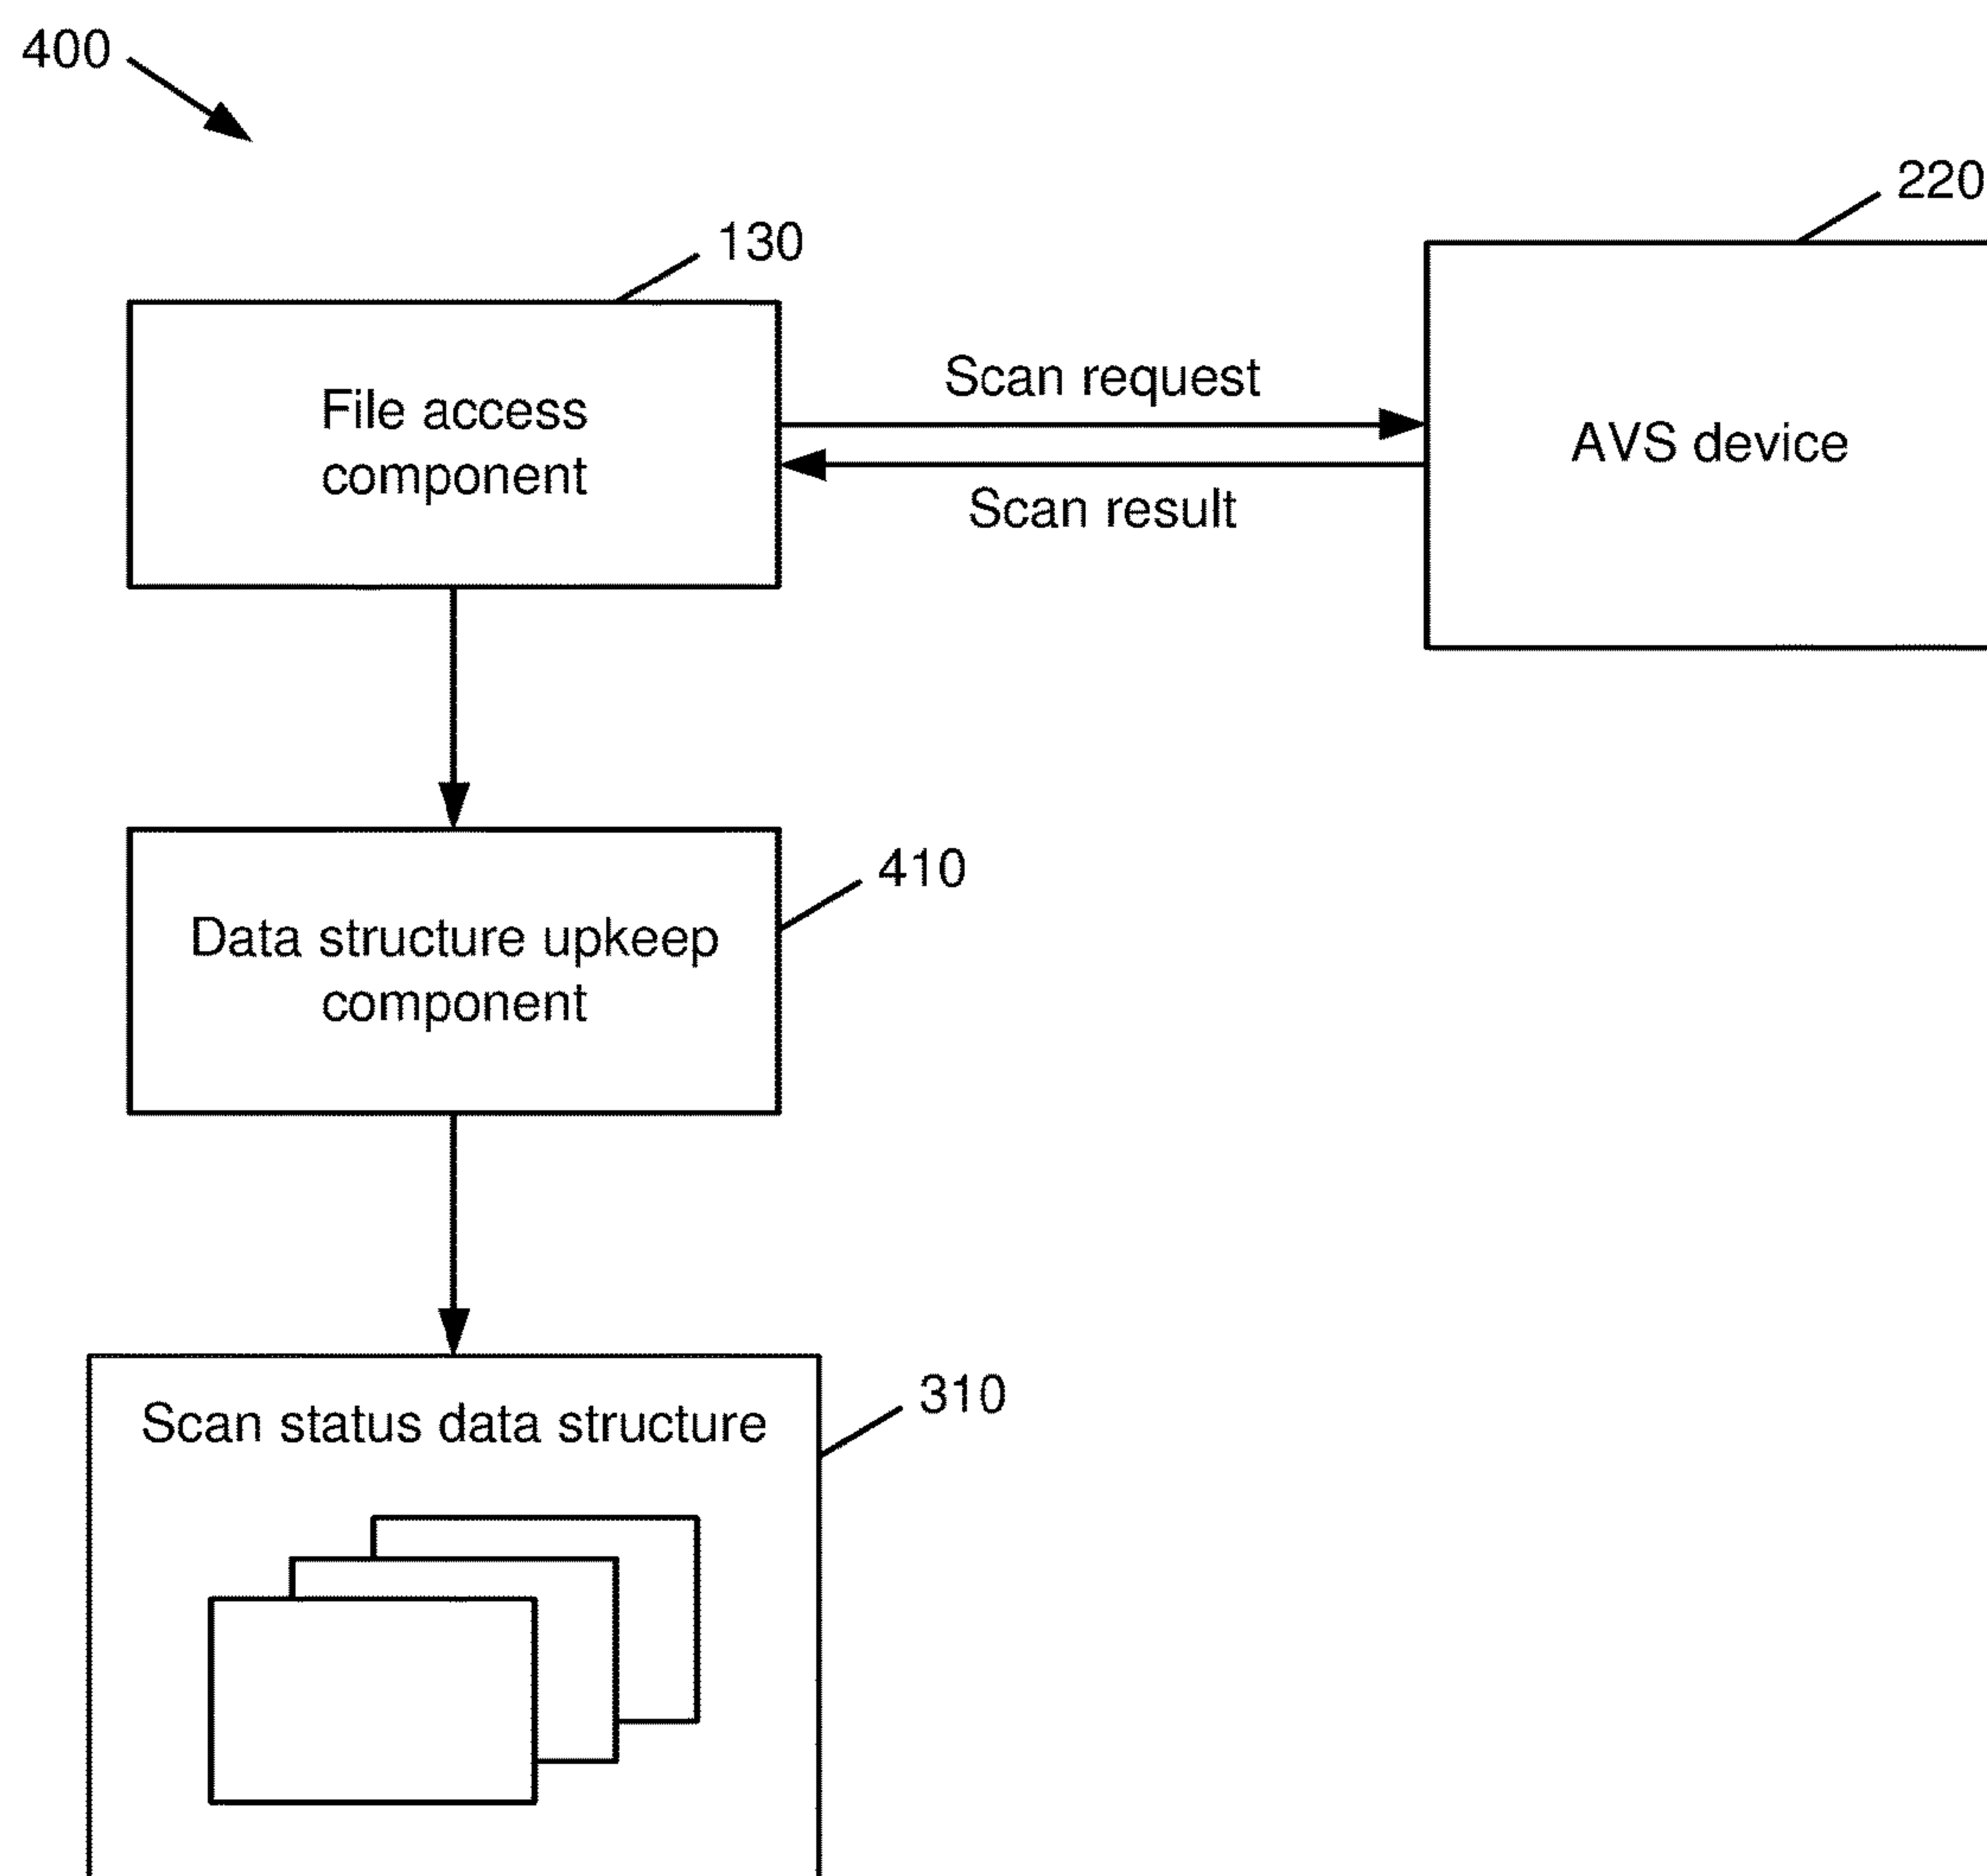 400
220
130
File access
component
Scan request
AVS device
Scan result
410
Data structure upkeep
component
310
Scan status data structure